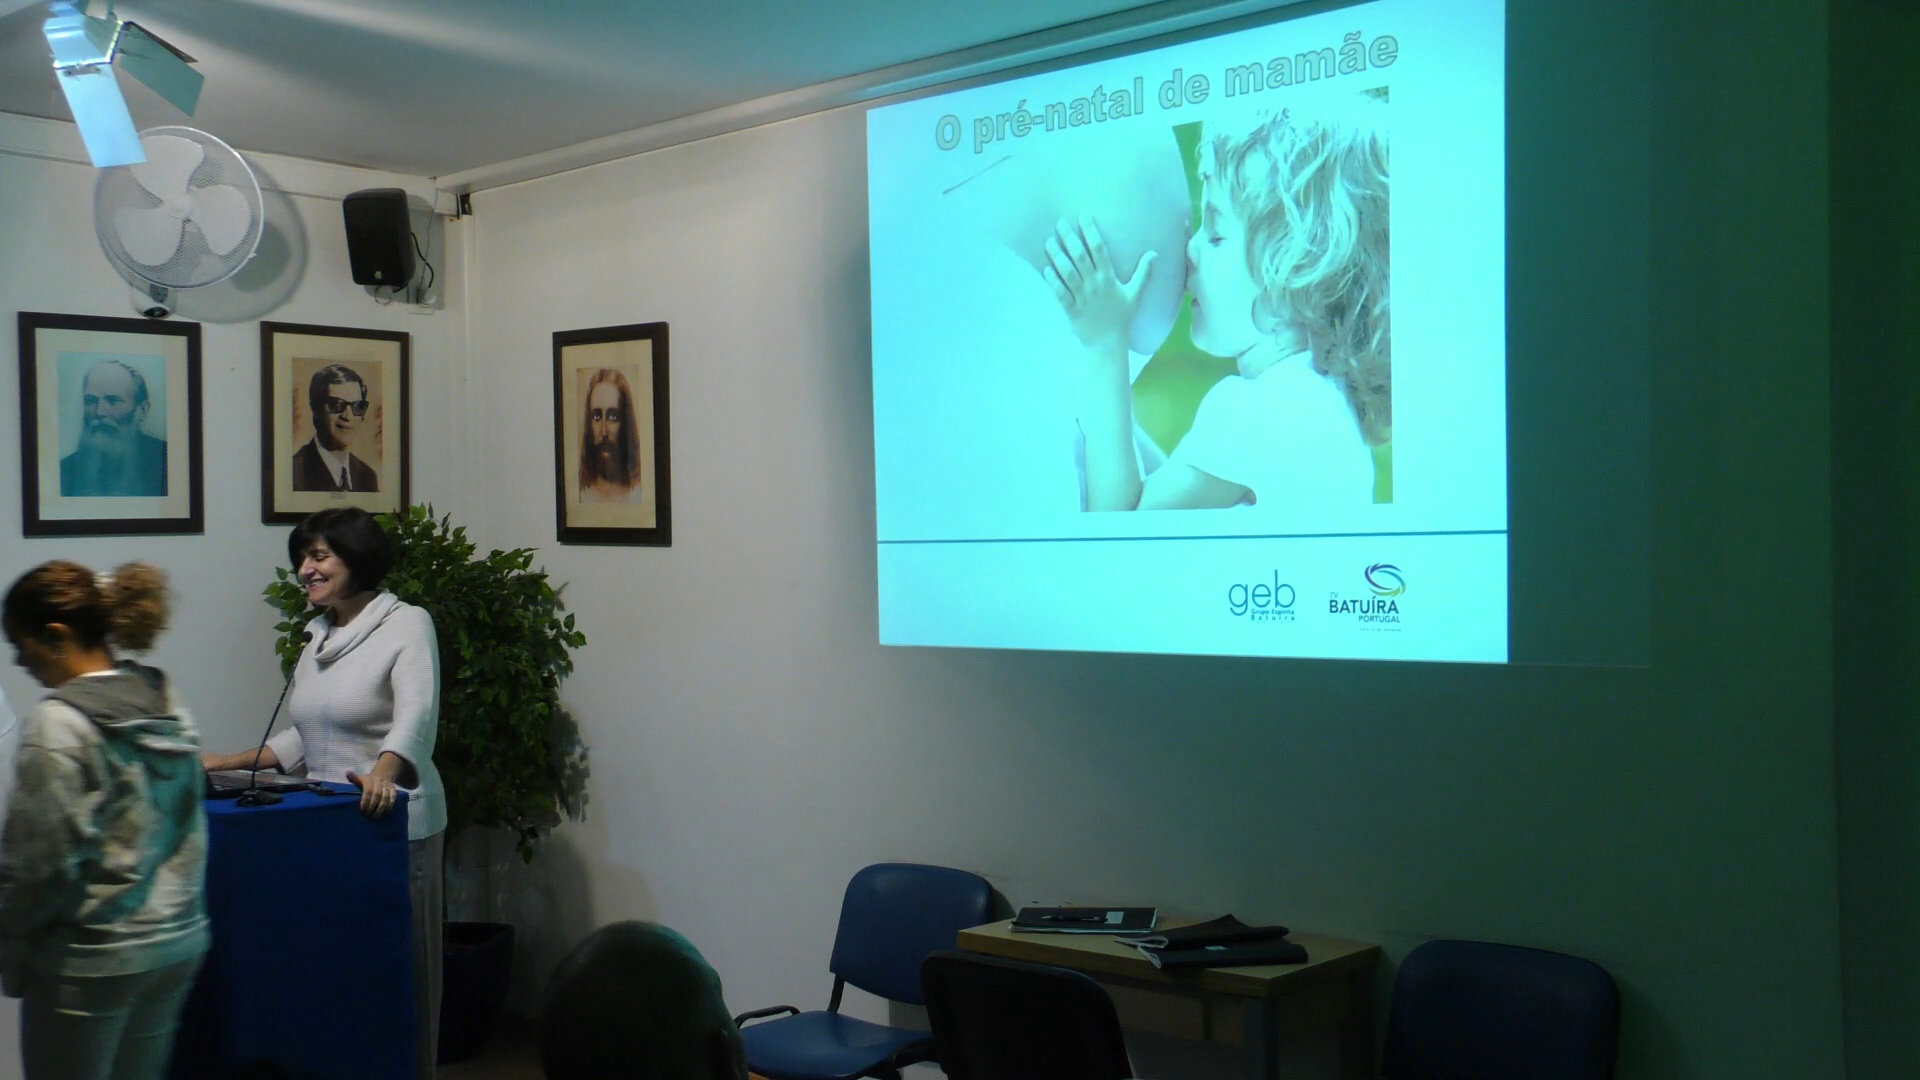 O pré-natal de mamãe
geb
Grupo Espírita
Batuíra
TV
BATUÍRA
PORTUGAL